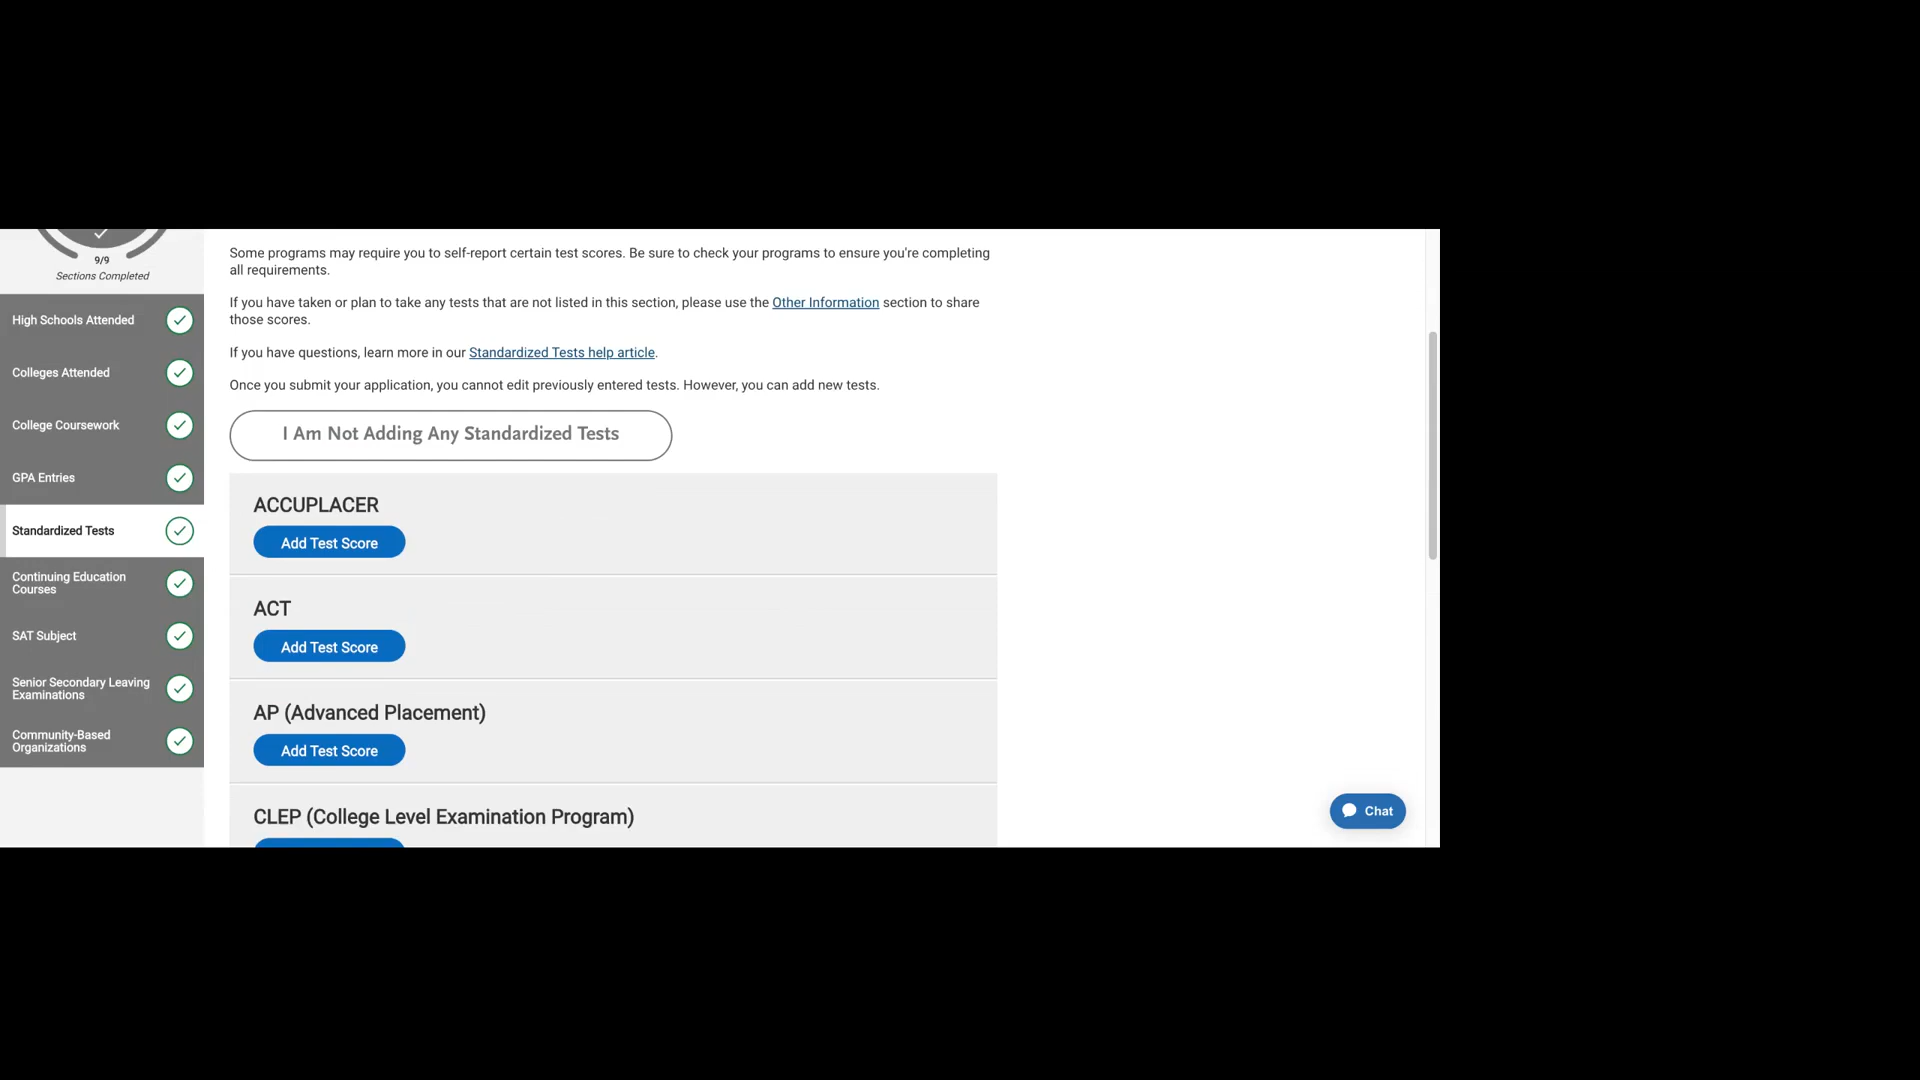 9/9
Sections Completed
High Schools Attended
Colleges Attended
College Coursework
GPA Entries
Standardized Tests
Continuing Education
Courses
SAT Subject
Senior Secondary Leaving
Examinations
Community-Based
Organizations
Some programs may require you to self-report certain test scores. Be sure to check your programs to ensure you're completing
all requirements.
If you have taken or plan to take any tests that are not listed in this section, please use the Other Information section to share
those scores.
If you have questions, learn more in our Standardized Tests help article.
Once you submit your application, you cannot edit previously entered tests. However, you can add new tests.
I Am Not Adding Any Standardized Tests
ACCUPLACER
Add Test Score
ACT
Add Test Score
AP (Advanced Placement)
Add Test Score
CLEP (College Level Examination Program)
Chat